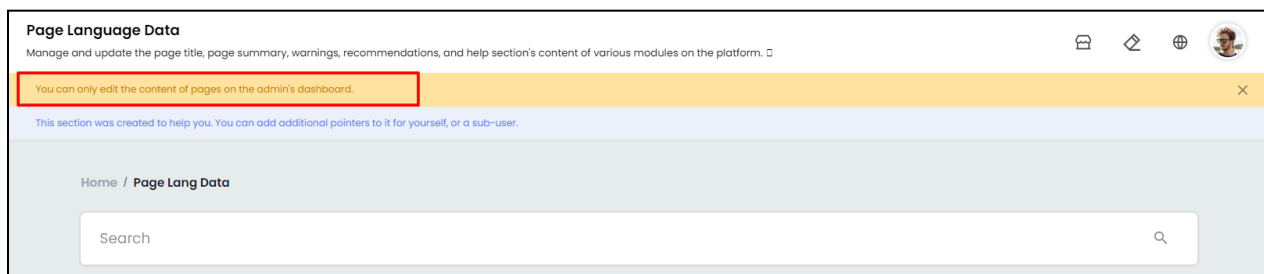 Page Language Data
Manage and update the page title, page summary, warnings, recommendations, and help section's content of various modules on the platform.
You can only edit the content of pages on the admin's dashboard.
This section was created to help you. You can add additional pointers to it for yourself, or a sub-user.
Home / Page Lang Data
Search